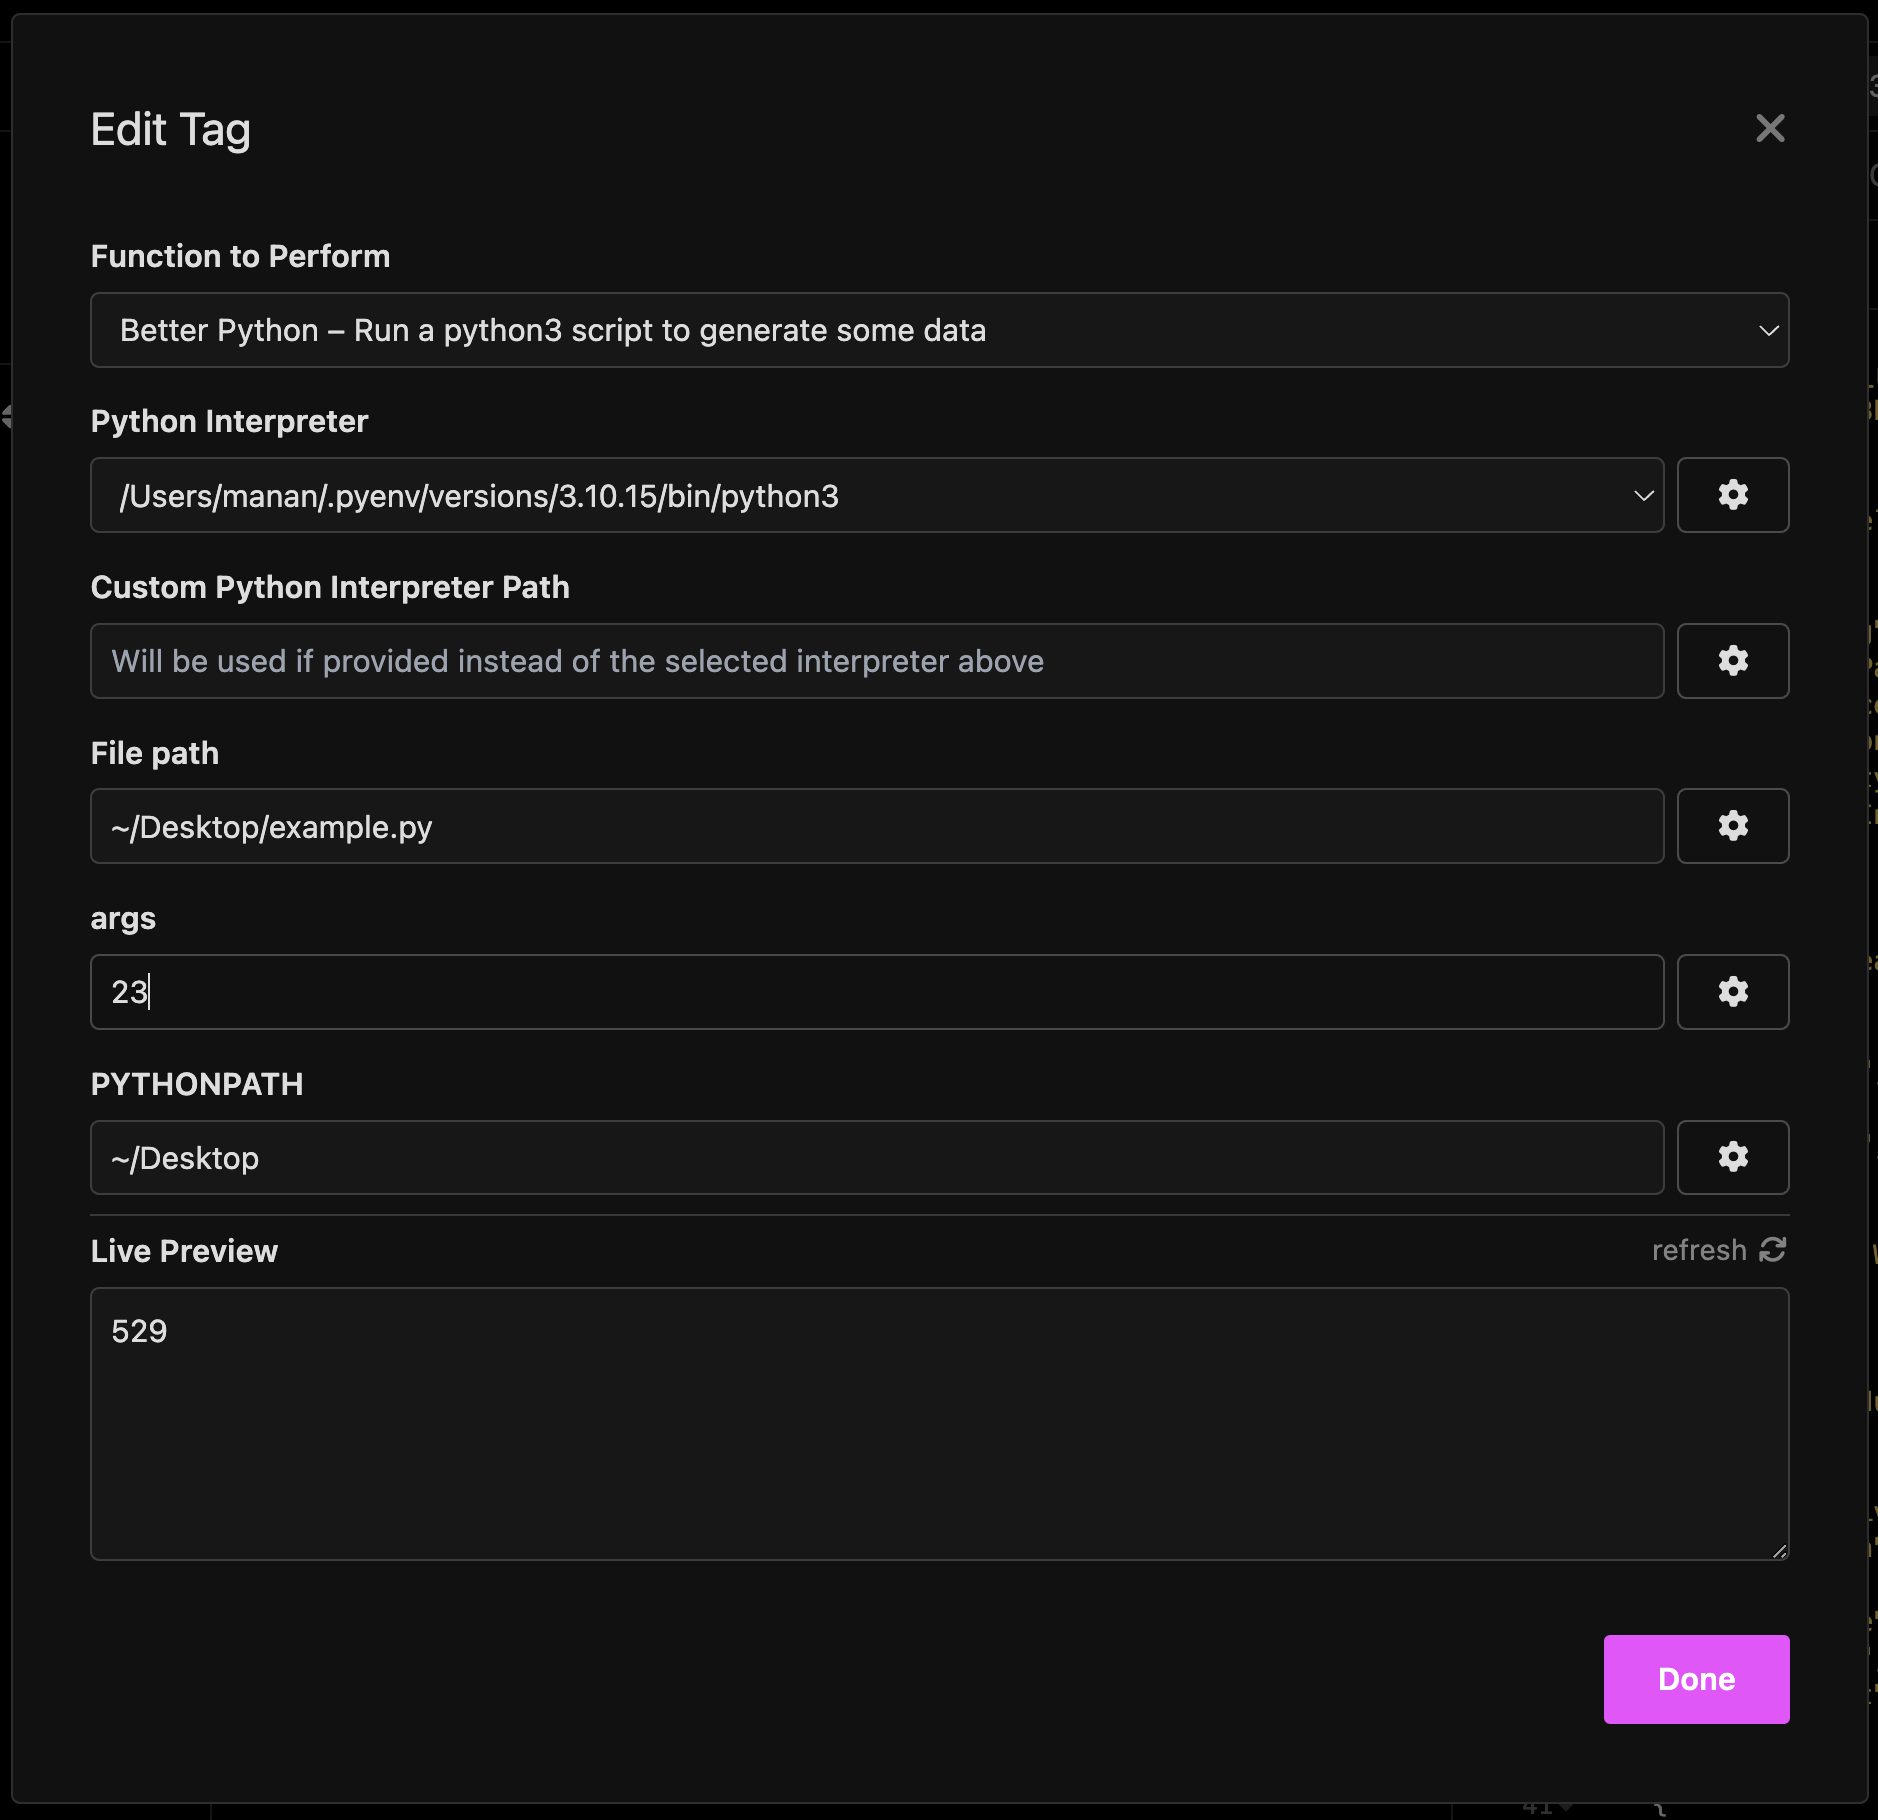 Edit Tag
Function to Perform
Better Python – Run a python3 script to generate some data
Python Interpreter
/Users/manan/.pyenv/versions/3.10.15/bin/python3
Custom Python Interpreter Path
Will be used if provided instead of the selected interpreter above
File path
~/Desktop/example.py
args
23
PYTHONPATH
~/Desktop
Live Preview
refresh
529
Done